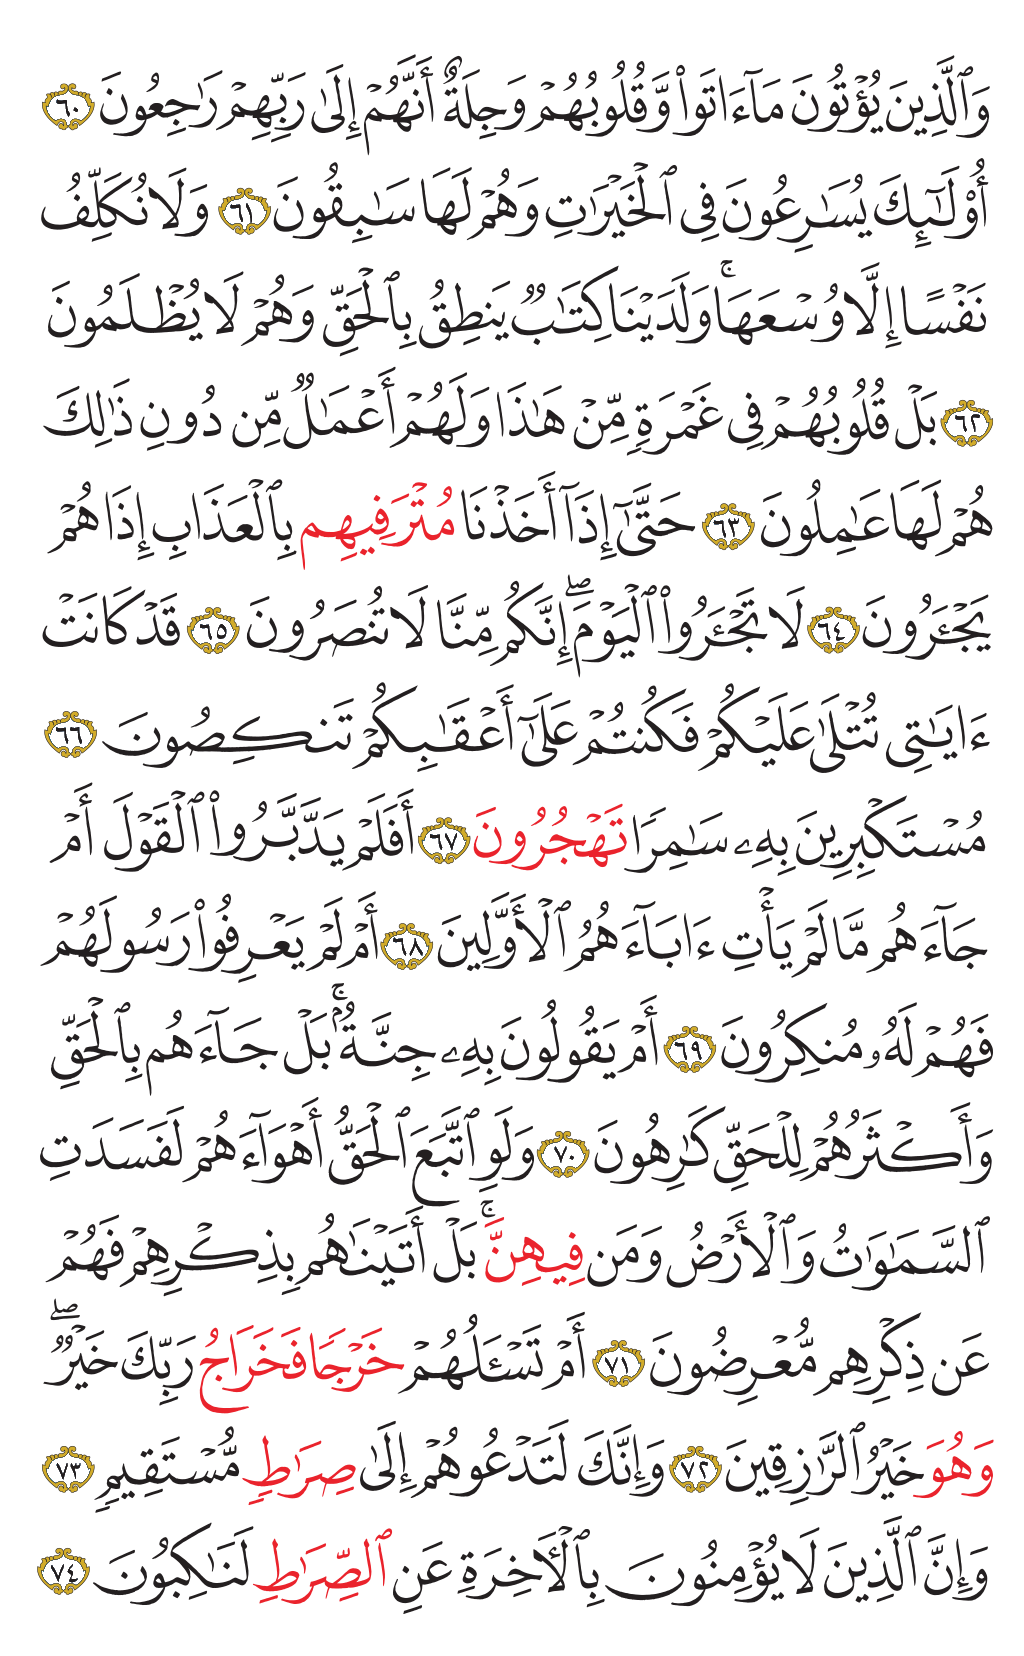 وَٱلَّذِينَ يُؤۡتُونَ مَآءَاتَواْ وَّقُلُوبُهُمۡ وَجِلَةٌ أَنَّهُمۡ إِلَىٰ رَبِّهِمۡ رَٰجِعُونَ ٦٠
أُوْلَٰٓئِكَ يُسَٰرِعُونَ فِي ٱلۡخَيۡرَٰتِ وَهُمۡ لَهَا سَٰبِقُونَ ٦١ وَلَا نُكَلِّفُ
نَفۡسًا إِلَّا وُسۡعَهَاۚ وَلَدَيۡنَا كِتَٰبٞ يَنطِقُ بِٱلۡحَقِّ وَهُمۡ لَا يُظۡلَمُونَ
٦٢ بَلۡ قُلُوبُهُمۡ فِي غَمۡرَةٖ مِّنۡ هَٰذَا وَلَهُمۡ أَعۡمَٰلٞ مِّن دُونِ ذَٰلِكَ
هُمۡ لَهَا عَٰمِلُونَ ٦٣ حَتَّىٰٓ إِذَآ أَخَذۡنَا مُتۡرَفِيهِم بِٱلۡعَذَابِ إِذَا هُمۡ
يَجۡـَٔرُونَ ٦٤ لَا تَجۡـَٔرُواْ ٱلۡيَوۡمَۖ إِنَّكُم مِّنَّا لَا تُنصَرُونَ ٦٥ قَدۡ كَانَتۡ
ءَايَٰتِي تُتۡلَىٰ عَلَيۡكُمۡ فَكُنتُمۡ عَلَىٰٓ أَعۡقَٰبِكُمۡ تَنكِصُونَ ٦٦
مُسۡتَكۡبِرِينَ بِهِۦ سَٰمِرٗا تَهۡجُرُونَ ٦٧ أَفَلَمۡ يَدَّبَّرُواْ ٱلۡقَوۡلَ أَمۡ
جَآءَهُم مَّا لَمۡ يَأۡتِ ءَابَآءَهُمُ ٱلۡأَوَّلِينَ ٦٨ أَمۡ لَمۡ يَعۡرِفُواْ رَسُولَهُمۡ
فَهُمۡ لَهُۥ مُنكِرُونَ ٦٩ أَمۡ يَقُولُونَ بِهِۦ جِنَّةُۢۚ بَلۡ جَآءَهُم بِٱلۡحَقِّ
وَأَكۡثَرُهُمۡ لِلۡحَقِّ كَٰرِهُونَ ٧٠ وَلَوِ ٱتَّبَعَ ٱلۡحَقُّ أَهۡوَآءَهُمۡ لَفَسَدَتِ
ٱلسَّمَٰوَٰتُ وَٱلۡأَرۡضُ وَمَن فِيهِنَّۚ بَلۡ أَتَيۡنَٰهُم بِذِكۡرِهِمۡ فَهُمۡ
عَن ذِكۡرِهِم مُّعۡرِضُونَ ٧١ أَمۡ تَسۡـَٔلُهُمۡ خَرۡجٗا فَخَرَاجُ رَبِّكَ خَيۡرٞۖ
وَهُوَ خَيۡرُ ٱلرَّٰزِقِينَ ٧٢ وَإِنَّكَ لَتَدۡعُوهُمۡ إِلَىٰ صِرَٰطٖ مُّسۡتَقِيمٖ ٧٣
وَإِنَّ ٱلَّذِينَ لَا يُؤۡمِنُونَ بِٱلۡأٓخِرَةِ عَنِ ٱلصِّرَٰطِ لَنَٰكِبُونَ ٧٤